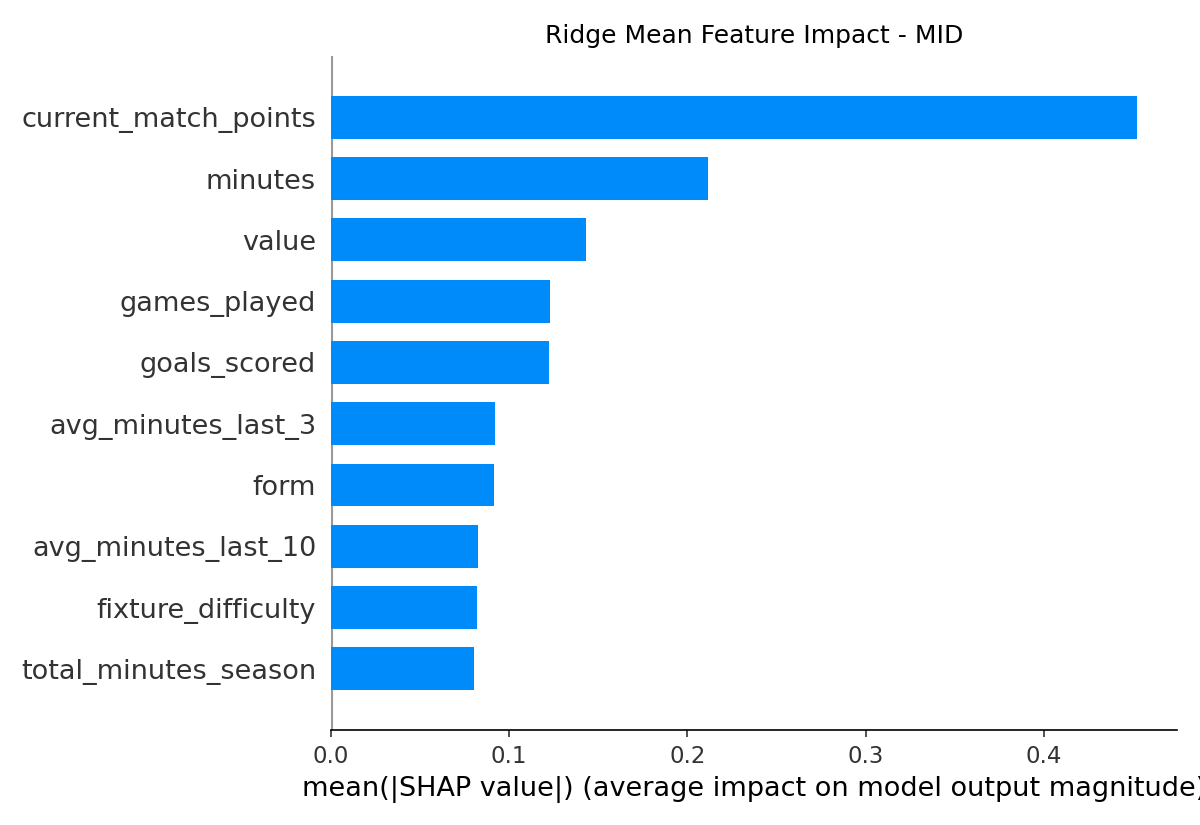 Ridge Mean Feature Impact - MID
current_match_points
minutes
value
games_played
goals_scored
avg_minutes_last_3
form
avg_minutes_last_10
fixture_difficulty
total_minutes_season
0.0 0.1 0.2 0.3 0.4
mean(|SHAP value|) (average impact on model output magnitude)